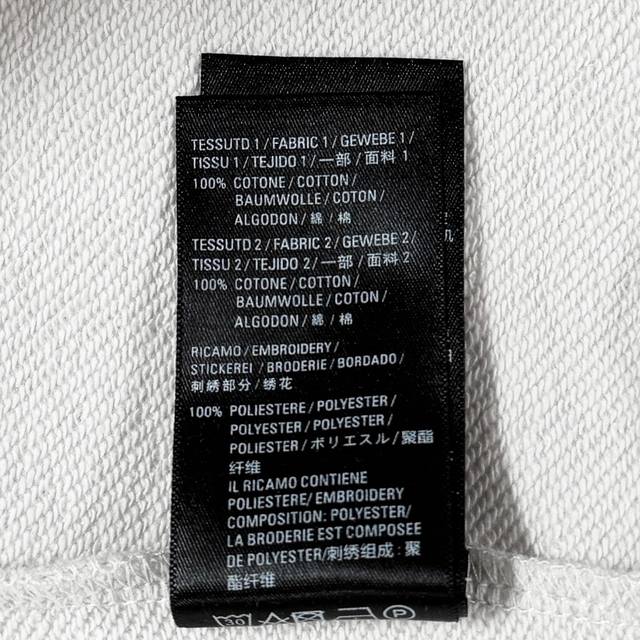 TESSUTD 1 / FABRIC 1 / GEWEBE 1 /
TISSU 1 / TEJIDO 1 / 一部 / 面料 1
100% COTONE / COTTON /
BAUMWOLLE / COTON /
ALGODON / 綿 / 棉
TESSUTD 2 / FABRIC 2 / GEWEBE 2 /
TISSU 2 / TEJIDO 2 / 一部 / 面料 2
100% COTONE / COTTON /
BAUMWOLLE / COTON /
ALGODON / 綿 / 棉
RICAMO / EMBROIDERY /
STICKEREI / BRODERIE / BORDADO /
刺綉部分 / 绣花
100% POLIESTERE / POLYESTER /
POLYESTER / POLYESTER /
POLIESTER / ポリエスル / 聚酯
纤维
IL RICAMO CONTIENE
POLIESTERE / EMBROIDERY
COMPOSITION: POLYESTER /
LA BRODERIE EST COMPOSEE
DE POLYESTER/刺绣组成：聚
酯纤维
30